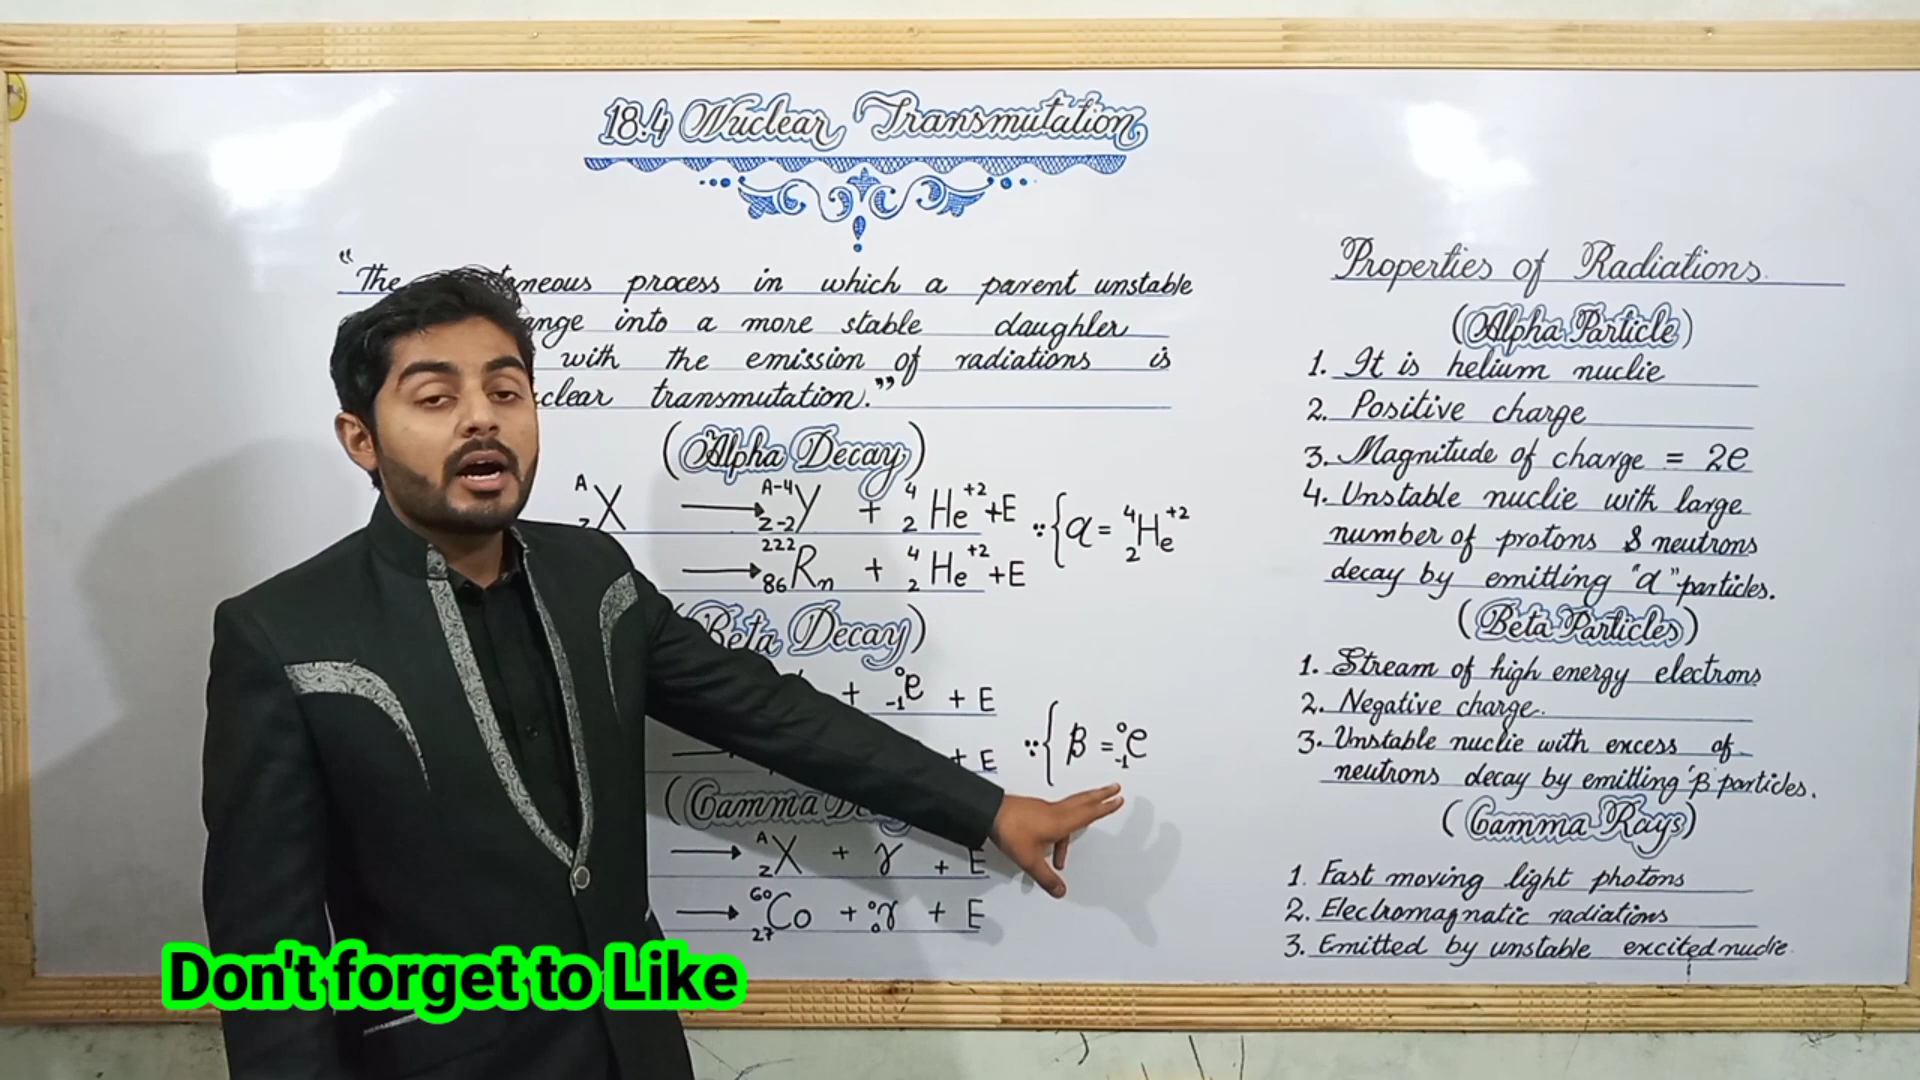 18.4 Nuclear Transmutation
"The taneous process in which a parent unstable
ange into a more stable daughter
with the emission of radiations is
clear transmutation."
(Alpha Decay)
A Z X → A-4 Z-2 Y + 4 2 He +2 + E ∵ { α = 4 2 He +2
→ 222 86 Rn + 4 2 He +2 + E
(Beta Decay)
+ 0 -1 e + E
→ + E ∵ { β = 0 -1 e
(Gamma
→ A Z X + γ + E
→ 60 27 Co + 0 0 γ + E
Properties of Radiations.
(Alpha Particle)
1. It is helium nuclie
2. Positive charge
3. Magnitude of charge = 2e
4. Unstable nuclie with large
number of protons & neutrons
decay by emitting "α" particles.
(Beta Particles)
1. Stream of high energy electrons
2. Negative charge.
3. Unstable nuclie with excess of
neutrons decay by emitting 'β' particles.
(Gamma Rays)
1. Fast moving light photons
2. Electromagnatic radiations
3. Emitted by unstable excited nuclie.
Don't forget to Like